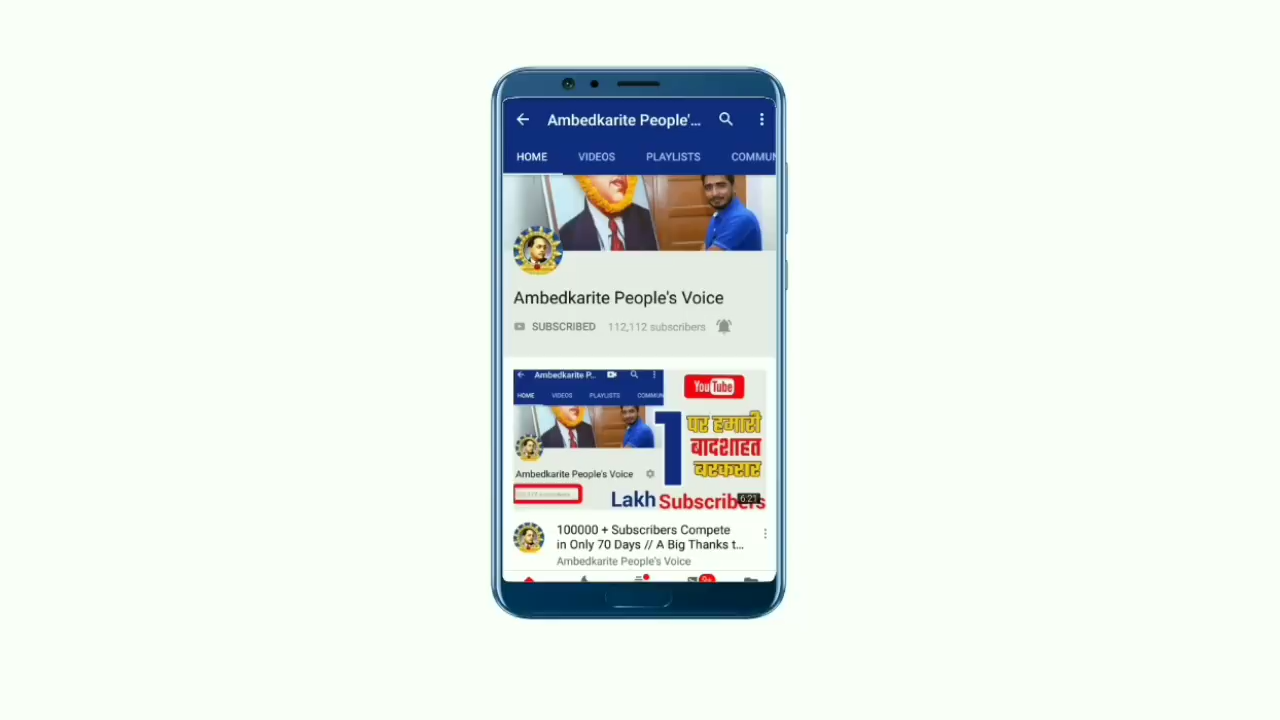 Ambedkarite People'...
HOME VIDEOS PLAYLISTS COMMUN
Ambedkarite People's Voice
SUBSCRIBED 112,112 subscribers
Ambedkarite P...
HOME VIDEOS PLAYLISTS COMMUN
YouTube
1 पर हमारी
बादशाहत
बरकरार
Ambedkarite People's Voice
Lakh Subscribers
6:21
100000 + Subscribers Compete
in Only 70 Days // A Big Thanks t...
Ambedkarite People's Voice
9+